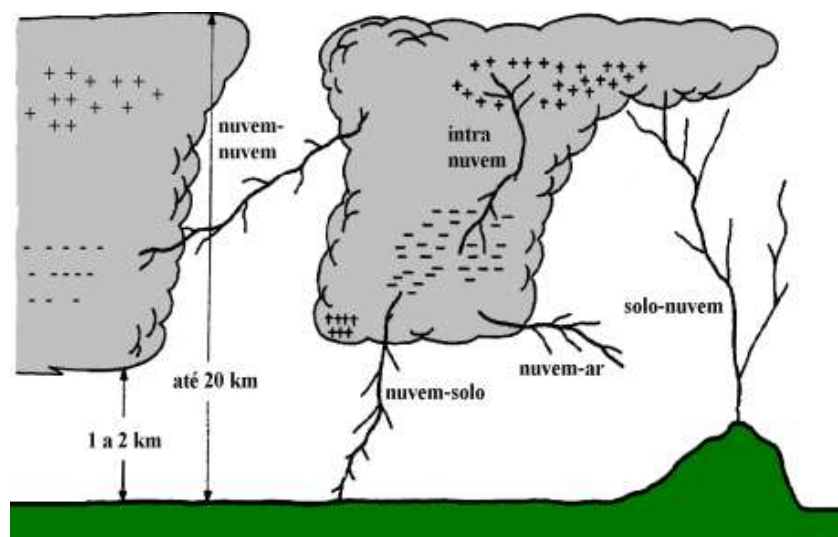 nuvem-
nuvem
intra
nuvem
solo-nuvem
nuvem-ar
até 20 km
nuvem-solo
1 a 2 km